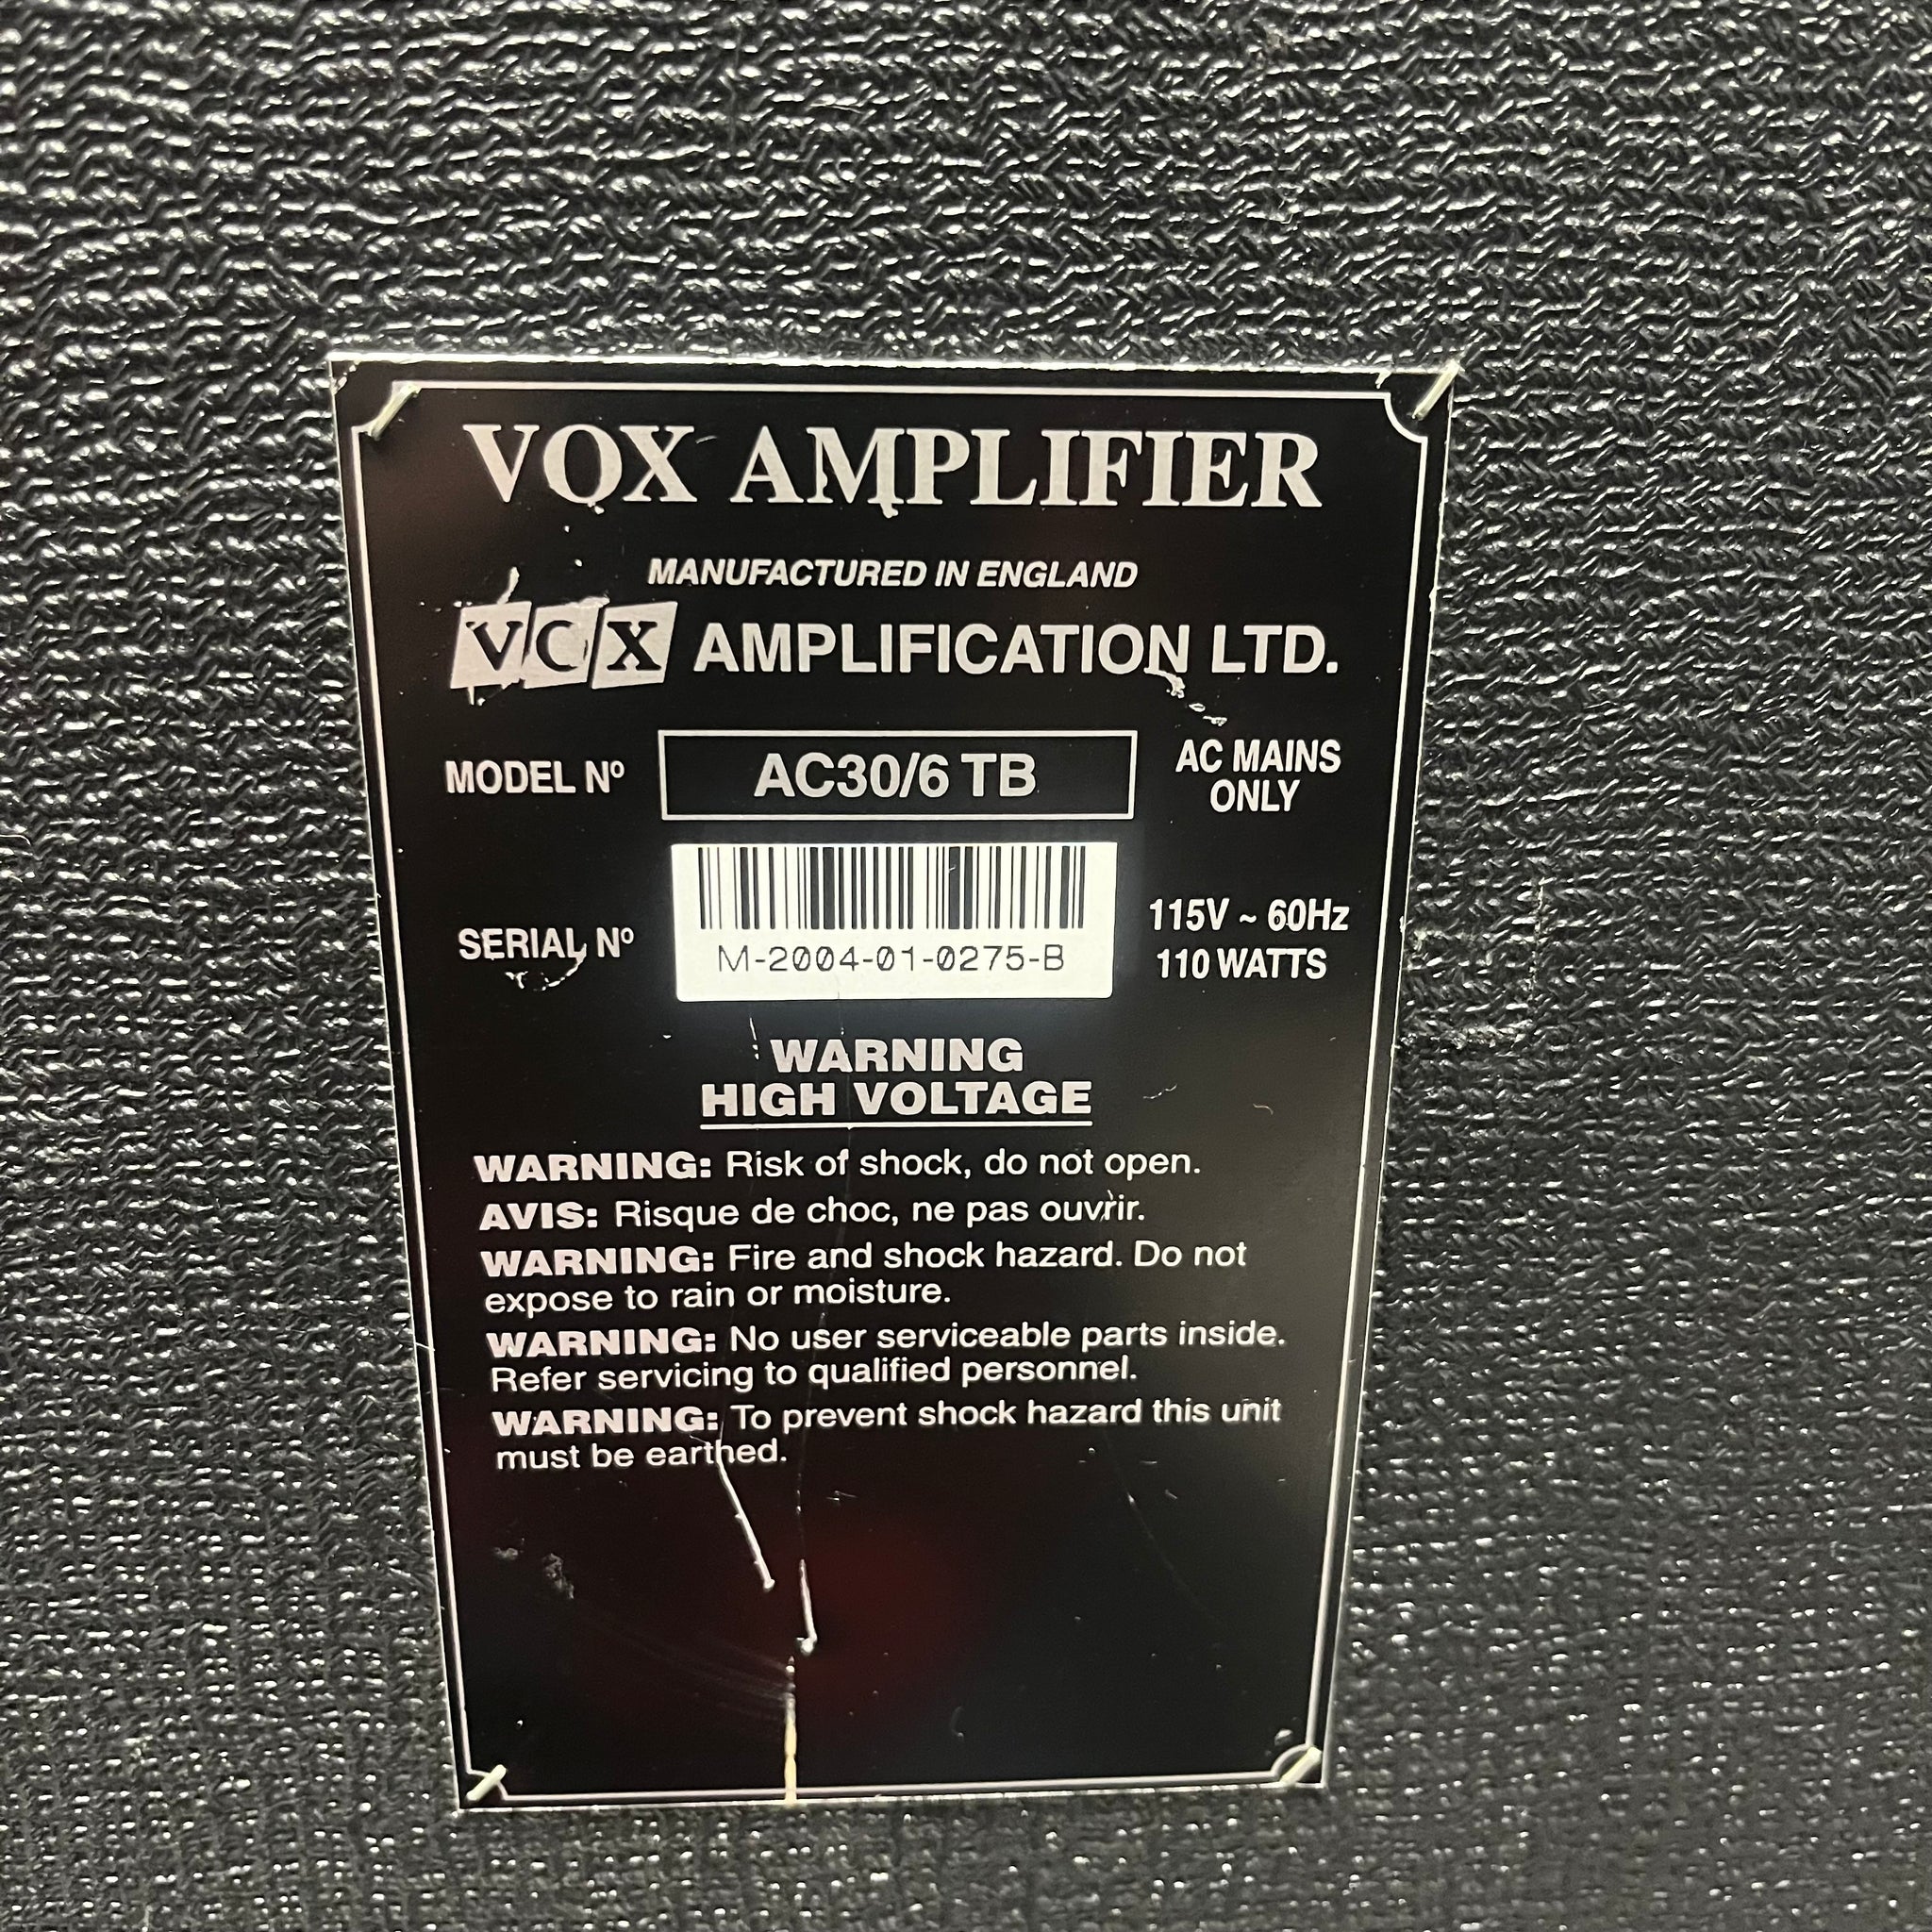 VOX AMPLIFIER
MANUFACTURED IN ENGLAND
VOX AMPLIFICATION LTD.
MODEL Nº AC30/6 TB AC MAINS
ONLY
SERIAL Nº M-2004-01-0275-B 115V ~ 60Hz
110 WATTS
WARNING
HIGH VOLTAGE
WARNING: Risk of shock, do not open.
AVIS: Risque de choc, ne pas ouvrir.
WARNING: Fire and shock hazard. Do not
expose to rain or moisture.
WARNING: No user serviceable parts inside.
Refer servicing to qualified personnel.
WARNING: To prevent shock hazard this unit
must be earthed.